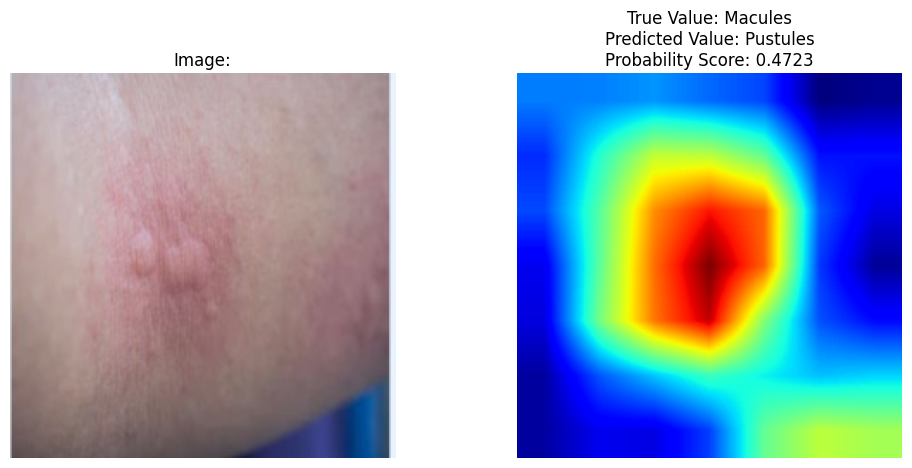 Image:
True Value: Macules
Predicted Value: Pustules
Probability Score: 0.4723